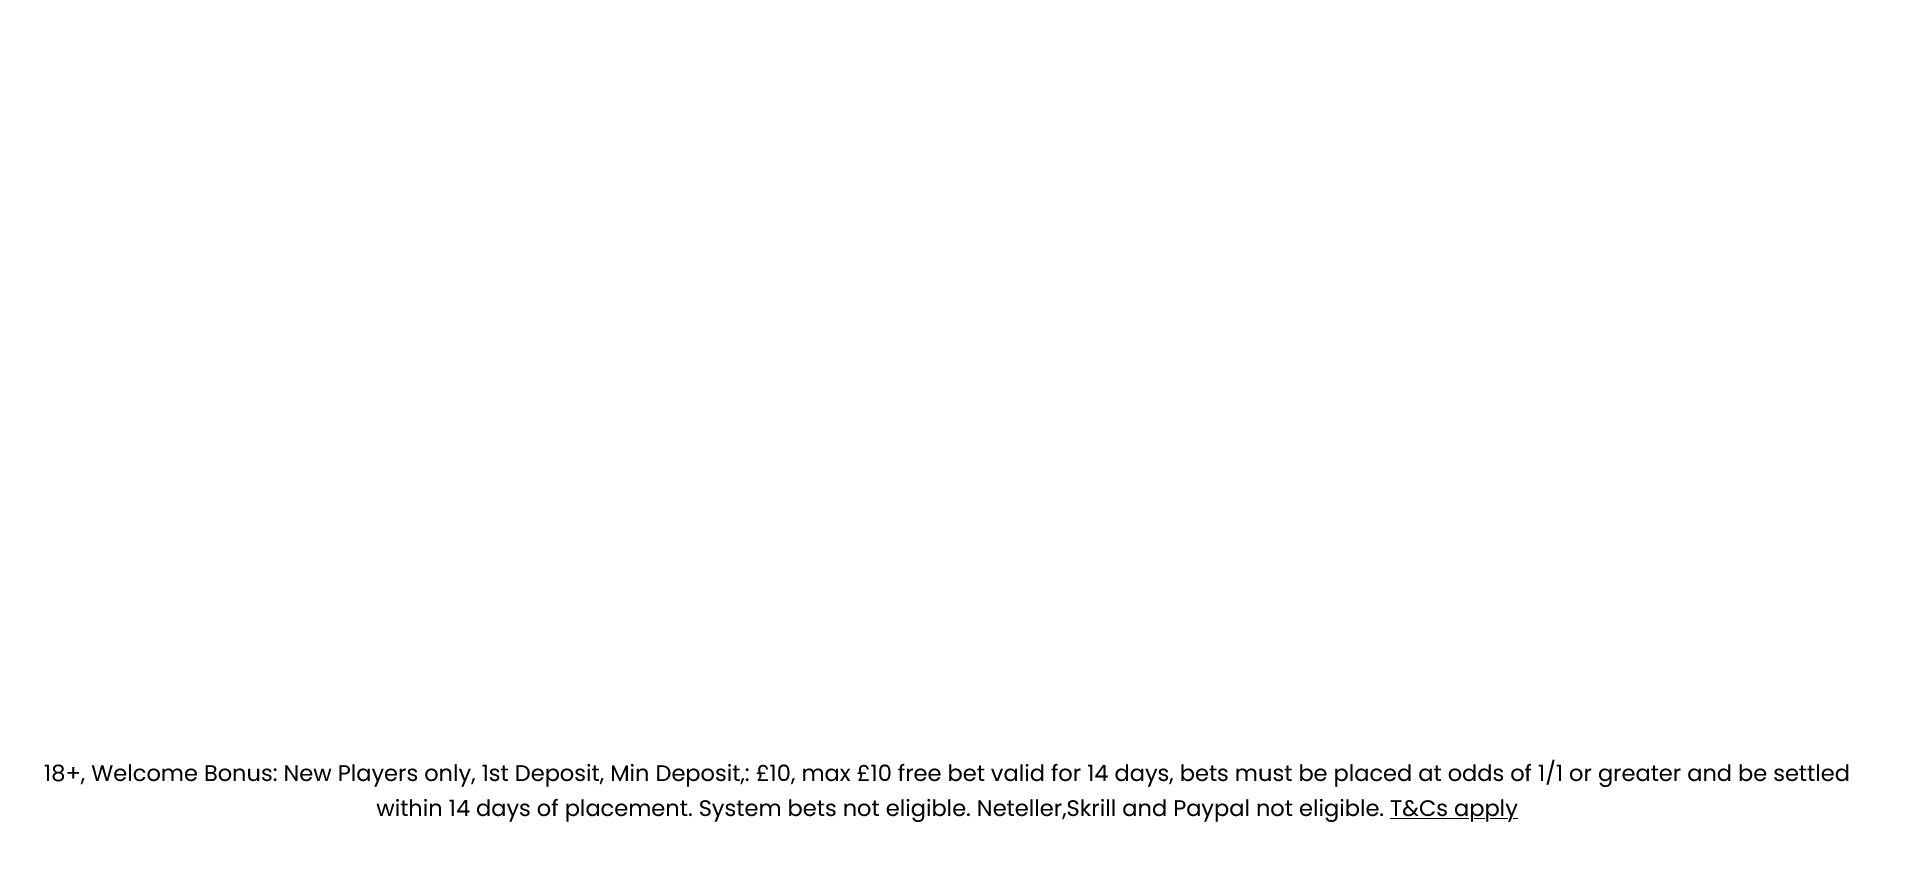 18+, Welcome Bonus: New Players only, 1st Deposit, Min Deposit,: £10, max £10 free bet valid for 14 days, bets must be placed at odds of 1/1 or greater and be settled
within 14 days of placement. System bets not eligible. Neteller,Skrill and Paypal not eligible. T&Cs apply